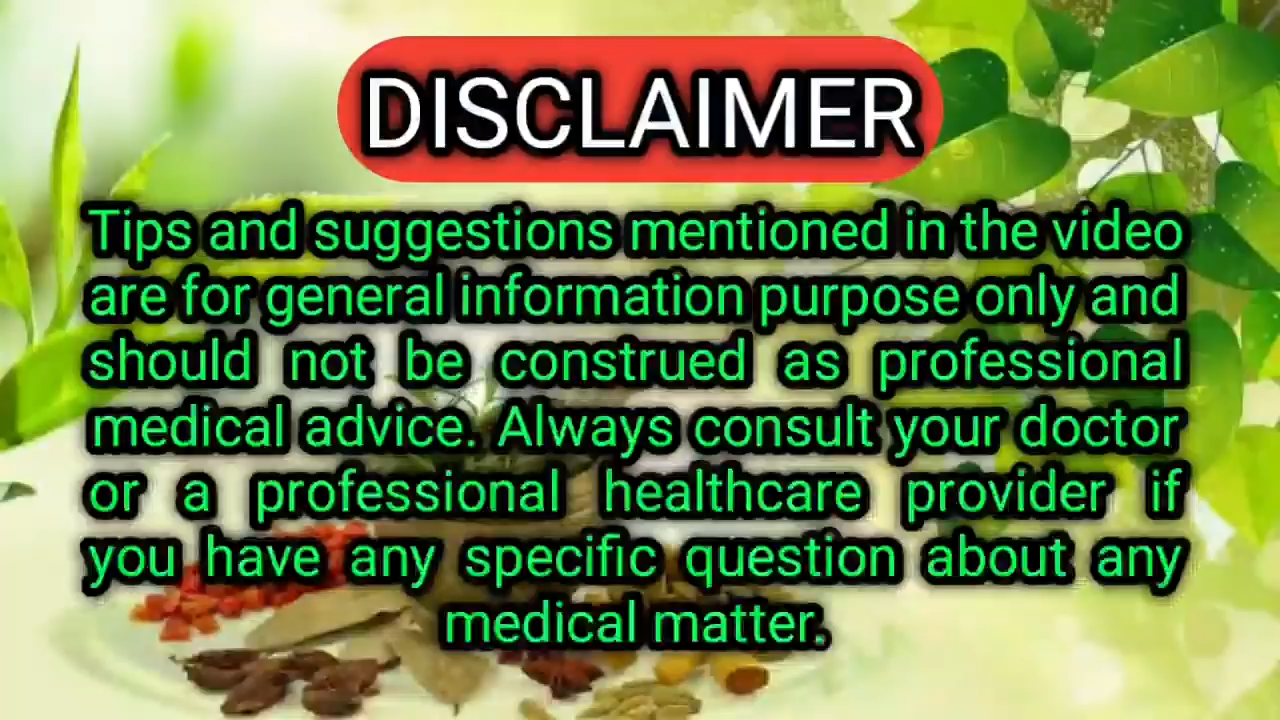 DISCLAIMER
Tips and suggestions mentioned in the video
are for general information purpose only and
should not be construed as professional
medical advice. Always consult your doctor
or a professional healthcare provider if
you have any specific question about any
medical matter.